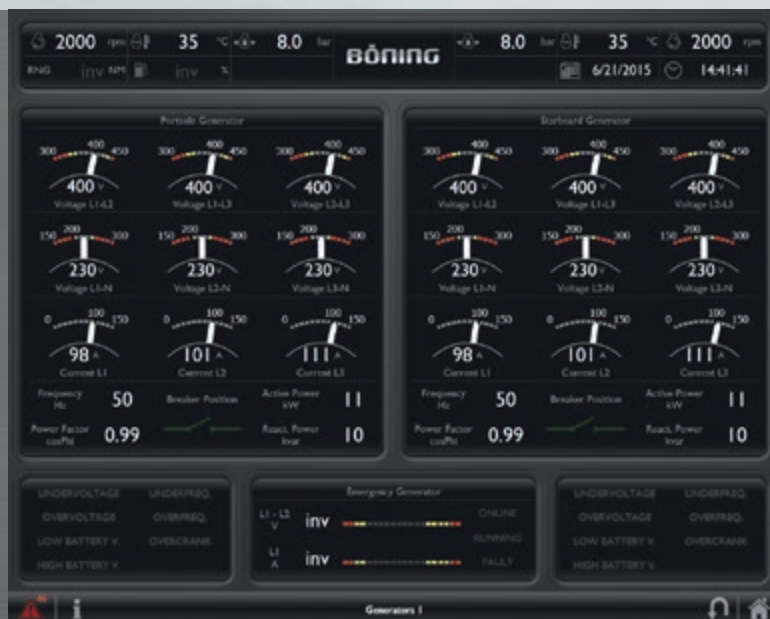 2000 rpm 35 °C 8.0 bar BÖNING 8.0 bar 35 °C 2000 rpm
RNG inv NM inv % 6/21/2015 14:41:41
Portside Generator
300 400 450 300 400 450 300 400 450
400 V 400 V 400 V
Voltage L1-L2 Voltage L1-L3 Voltage L2-L3
150 200 300 150 200 300 150 200 300
230 V 230 V 230 V
Voltage L1-N Voltage L2-N Voltage L3-N
0 100 150 0 100 150 0 100 150
98 A 101 A 111 A
Current L1 Current L2 Current L3
Frequency Hz 50 Breaker Position Active Power kW 11
Power Factor cosPhi 0.99 React. Power kvar 10
Starboard Generator
300 400 450 300 400 450 300 400 450
400 V 400 V 400 V
Voltage L1-L2 Voltage L1-L3 Voltage L2-L3
150 200 300 150 200 300 150 200 300
230 V 230 V 230 V
Voltage L1-N Voltage L2-N Voltage L3-N
0 100 150 0 100 150 0 100 150
98 A 101 A 111 A
Current L1 Current L2 Current L3
Frequency Hz 50 Breaker Position Active Power kW 11
Power Factor cosPhi 0.99 React. Power kvar 10
UNDERVOLTAGE UNDERFREQ.
OVERVOLTAGE OVERFREQ.
LOW BATTERY V. OVERCRANK
HIGH BATTERY V.
Emergency Generator
L1 - L2 V inv ONLINE
RUNNING
L1 A inv FAULT
UNDERVOLTAGE UNDERFREQ.
OVERVOLTAGE OVERFREQ.
LOW BATTERY V. OVERCRANK
HIGH BATTERY V.
Generators 1